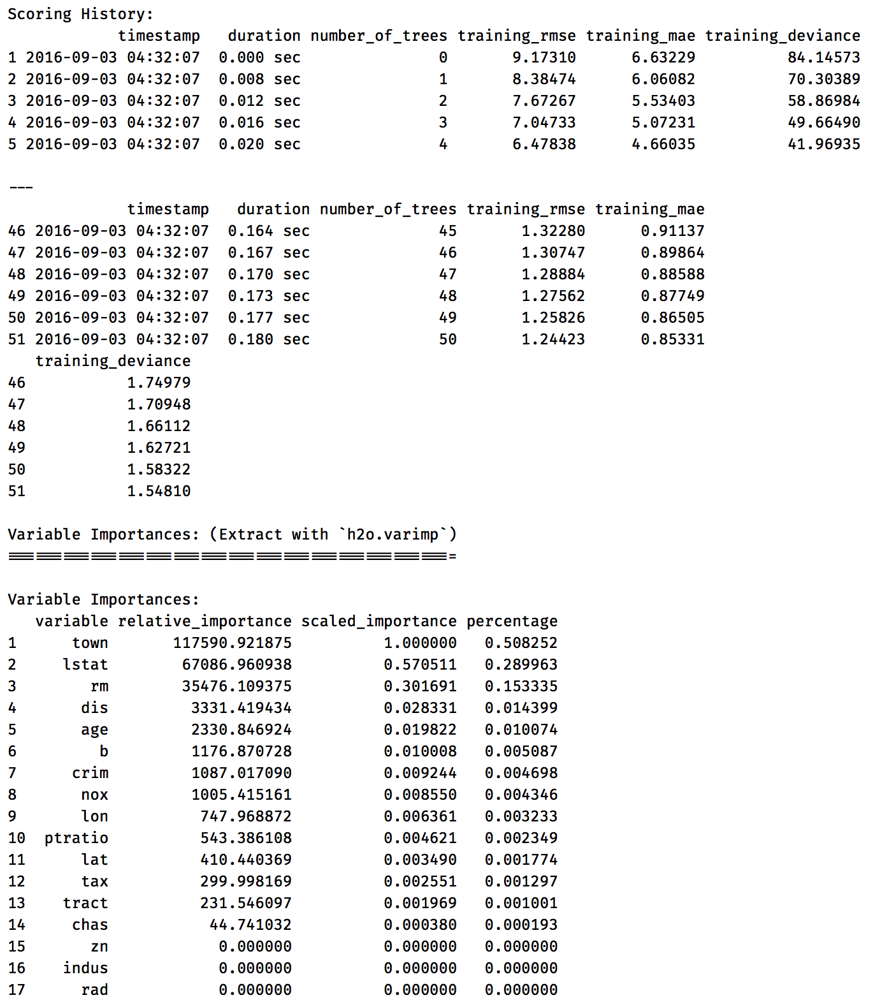 Scoring History:
            timestamp   duration number_of_trees training_rmse training_mae training_deviance
1 2016-09-03 04:32:07  0.000 sec               0       9.17310      6.63229          84.14573
2 2016-09-03 04:32:07  0.008 sec               1       8.38474      6.06082          70.30389
3 2016-09-03 04:32:07  0.012 sec               2       7.67267      5.53403          58.86984
4 2016-09-03 04:32:07  0.016 sec               3       7.04733      5.07231          49.66490
5 2016-09-03 04:32:07  0.020 sec               4       6.47838      4.66035          41.96935
---
             timestamp   duration number_of_trees training_rmse training_mae
46 2016-09-03 04:32:07  0.164 sec              45       1.32280      0.91137
47 2016-09-03 04:32:07  0.167 sec              46       1.30747      0.89864
48 2016-09-03 04:32:07  0.170 sec              47       1.28884      0.88588
49 2016-09-03 04:32:07  0.173 sec              48       1.27562      0.87749
50 2016-09-03 04:32:07  0.177 sec              49       1.25826      0.86505
51 2016-09-03 04:32:07  0.180 sec              50       1.24423      0.85331
   training_deviance
46           1.74979
47           1.70948
48           1.66112
49           1.62721
50           1.58322
51           1.54810
Variable Importances: (Extract with `h2o.varimp`)
=================================================
Variable Importances:
   variable relative_importance scaled_importance percentage
1      town       117590.921875          1.000000   0.508252
2     lstat        67086.960938          0.570511   0.289963
3        rm        35476.109375          0.301691   0.153335
4       dis         3331.419434          0.028331   0.014399
5       age         2330.846924          0.019822   0.010074
6         b         1176.870728          0.010008   0.005087
7      crim         1087.017090          0.009244   0.004698
8       nox         1005.415161          0.008550   0.004346
9       lon          747.968872          0.006361   0.003233
10  ptratio          543.386108          0.004621   0.002349
11      lat          410.440369          0.003490   0.001774
12      tax          299.998169          0.002551   0.001297
13    tract          231.546097          0.001969   0.001001
14     chas           44.741032          0.000380   0.000193
15       zn            0.000000          0.000000   0.000000
16    indus            0.000000          0.000000   0.000000
17      rad            0.000000          0.000000   0.000000